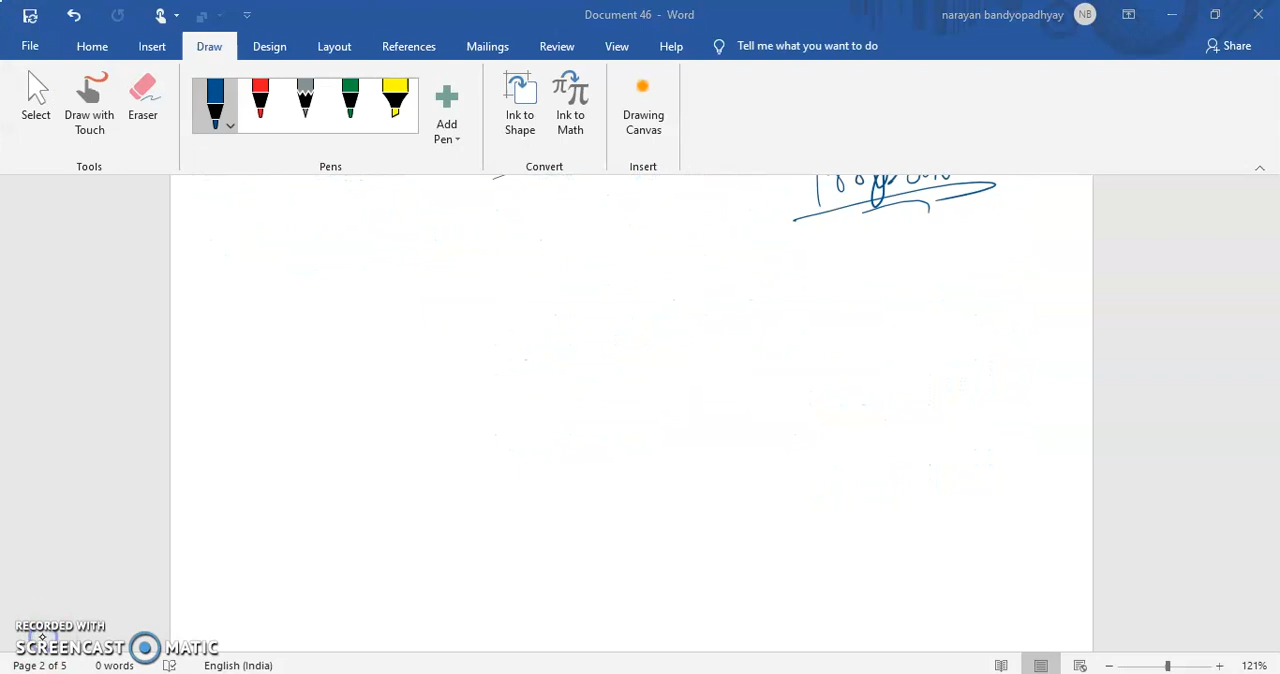 Document 46 - Word
narayan bandyopadhyay NB
File Home Insert Draw Design Layout References Mailings Review View Help Tell me what you want to do Share
Select Draw with Touch Eraser Add Pen Ink to Shape Ink to Math Drawing Canvas
Tools Pens Convert Insert
RECORDED WITH
SCREENCAST MATIC
Page 2 of 5 0 words English (India) 121%